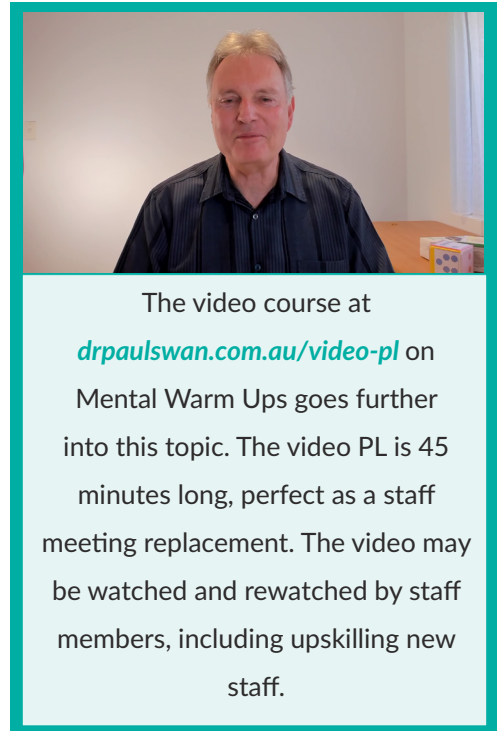 The video course at
drpaulswan.com.au/video-pl on
Mental Warm Ups goes further
into this topic. The video PL is 45
minutes long, perfect as a staff
meeting replacement. The video may
be watched and rewatched by staff
members, including upskilling new
staff.